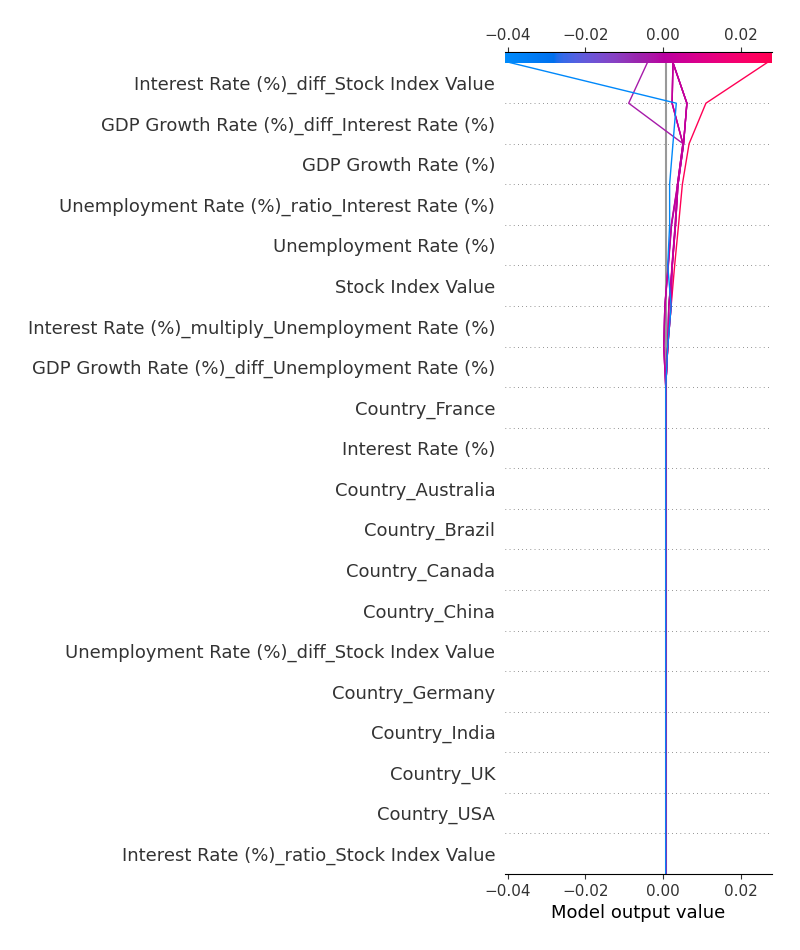 −0.04 −0.02 0.00 0.02
Interest Rate (%)_diff_Stock Index Value
GDP Growth Rate (%)_diff_Interest Rate (%)
GDP Growth Rate (%)
Unemployment Rate (%)_ratio_Interest Rate (%)
Unemployment Rate (%)
Stock Index Value
Interest Rate (%)_multiply_Unemployment Rate (%)
GDP Growth Rate (%)_diff_Unemployment Rate (%)
Country_France
Interest Rate (%)
Country_Australia
Country_Brazil
Country_Canada
Country_China
Unemployment Rate (%)_diff_Stock Index Value
Country_Germany
Country_India
Country_UK
Country_USA
Interest Rate (%)_ratio_Stock Index Value
−0.04 −0.02 0.00 0.02
Model output value